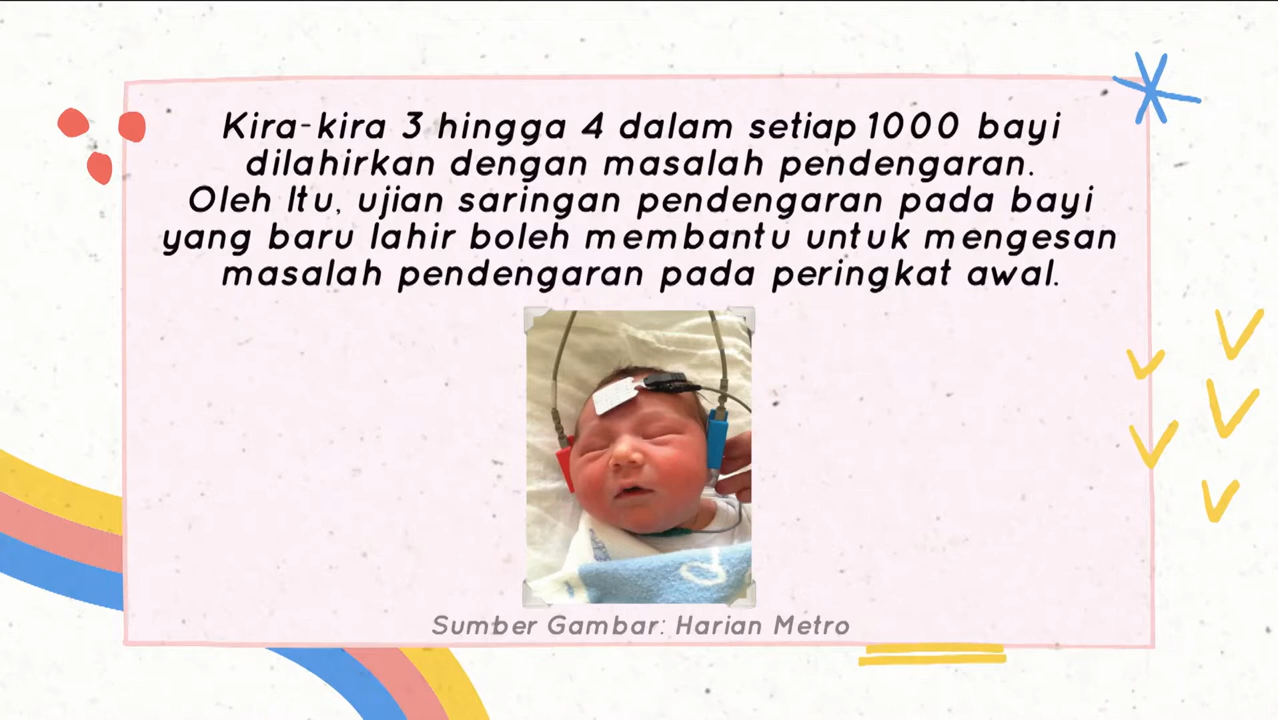 Kira-kira 3 hingga 4 dalam setiap 1000 bayi
dilahirkan dengan masalah pendengaran.
Oleh Itu, ujian saringan pendengaran pada bayi
yang baru lahir boleh membantu untuk mengesan
masalah pendengaran pada peringkat awal.
Sumber Gambar: Harian Metro